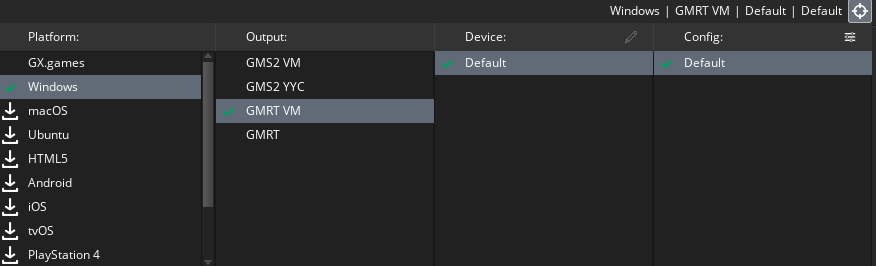 Windows | GMRT VM | Default | Default
Platform: Output: Device: Config:
GX.games GMS2 VM Default Default
Windows GMS2 YYC
macOS GMRT VM
Ubuntu GMRT
HTML5
Android
iOS
tvOS
PlayStation 4